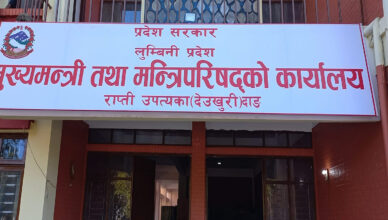 प्रदेश सरकार
लुम्बिनी प्रदेश
मुख्यमन्त्री तथा मन्त्रिपरिषद्को कार्यालय
राप्ती उपत्यका(देउखुरी)दाङ